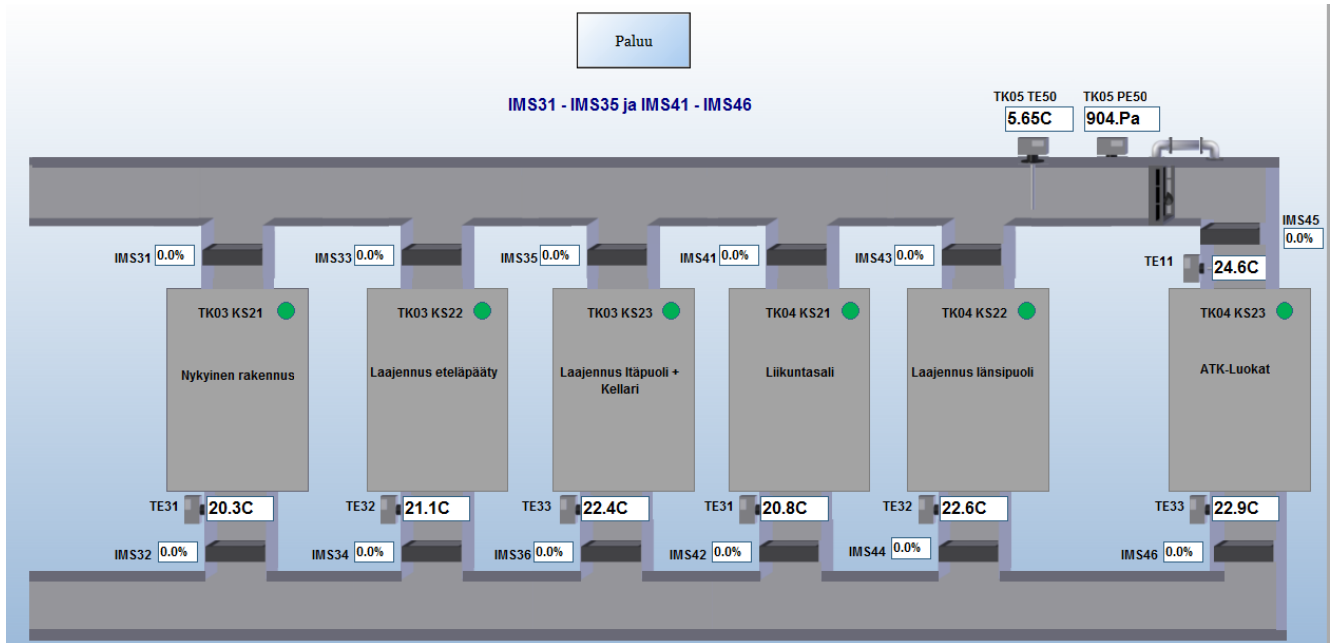 Paluu
IMS31 - IMS35 ja IMS41 - IMS46
TK05 TE50
TK05 PE50
5.65C
904.Pa
IMS45
0.0%
IMS31 0.0%
IMS33 0.0%
IMS35 0.0%
IMS41 0.0%
IMS43 0.0%
TE11
24.6C
TK03 KS21
TK03 KS22
TK03 KS23
TK04 KS21
TK04 KS22
TK04 KS23
Nykyinen rakennus
Laajennus eteläpääty
Laajennus Itäpuoli +
Kellari
Liikuntasali
Laajennus länsipuoli
ATK-Luokat
TE31 20.3C
TE32 21.1C
TE33 22.4C
TE31 20.8C
TE32 22.6C
TE33 22.9C
IMS32 0.0%
IMS34 0.0%
IMS36 0.0%
IMS42 0.0%
IMS44 0.0%
IMS46 0.0%